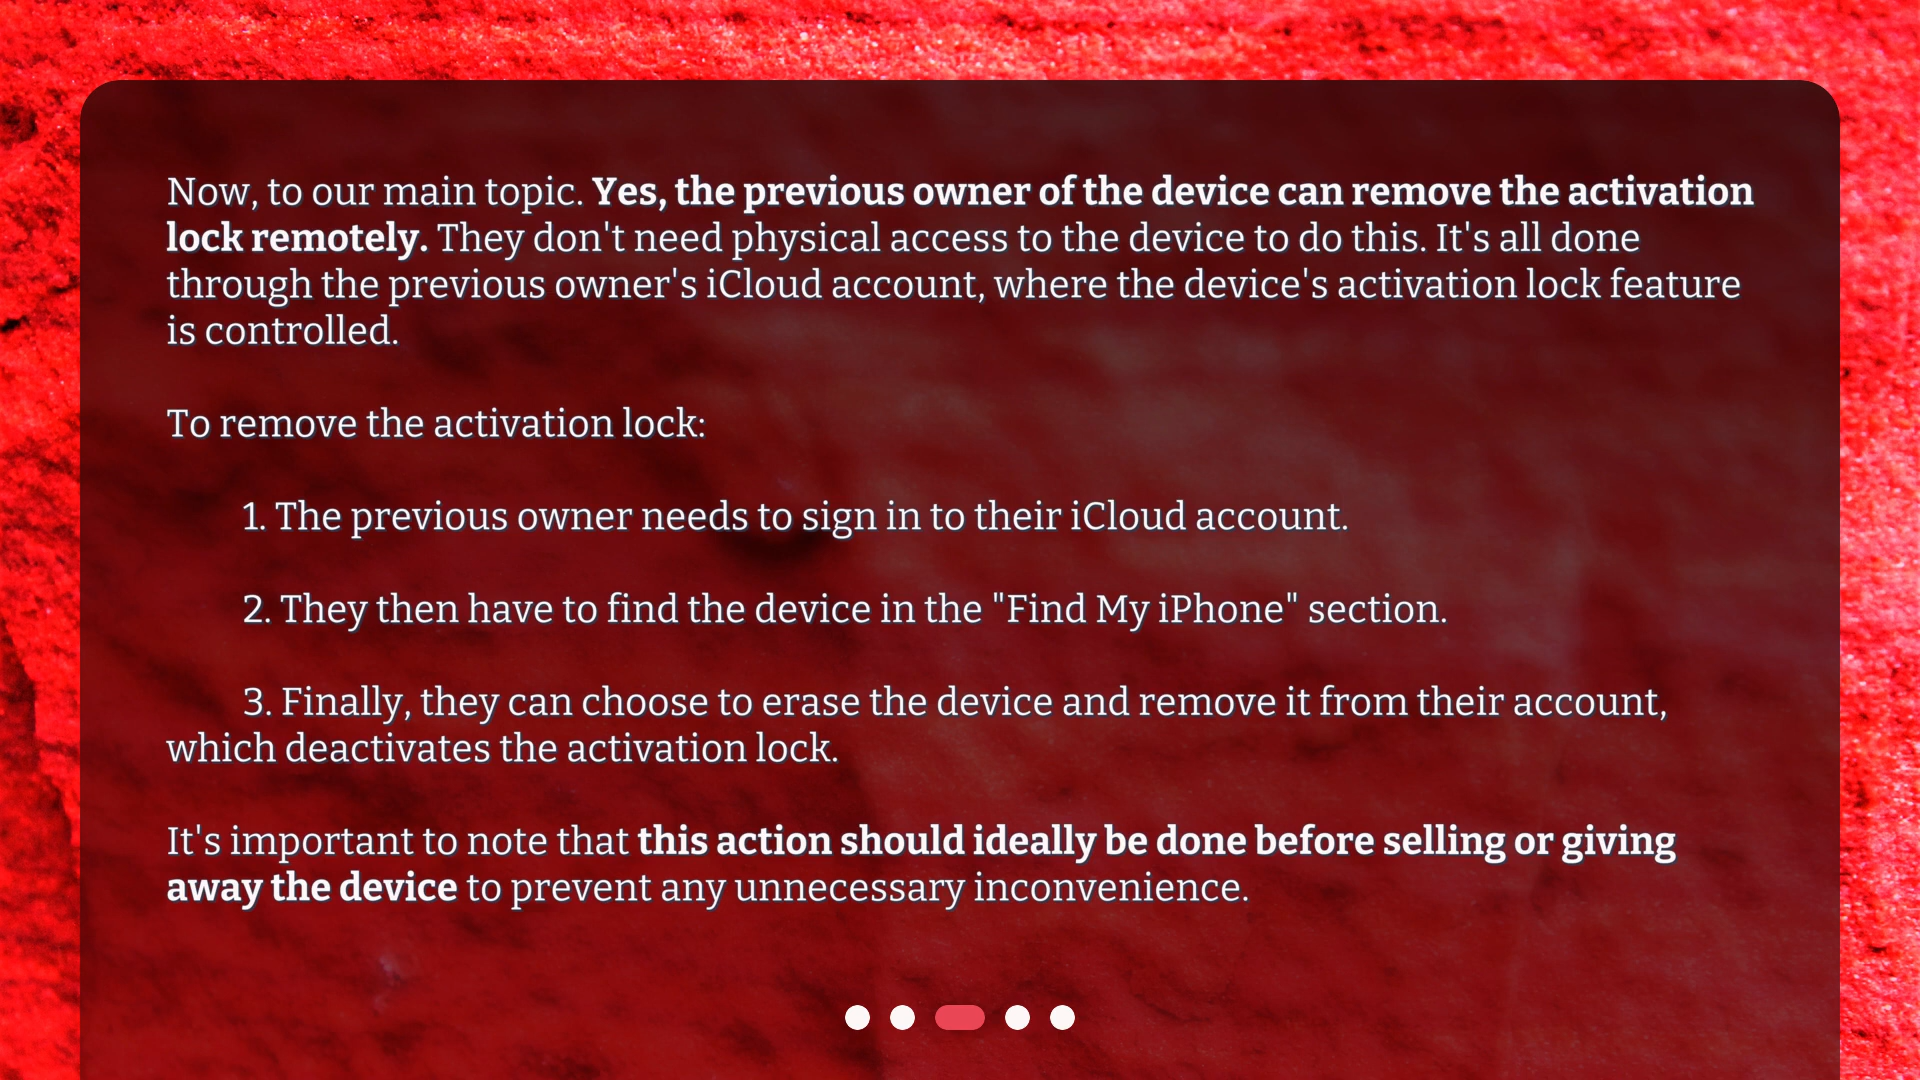 Now, to our main topic. Yes, the previous owner of the device can remove the activation
lock remotely. They don't need physical access to the device to do this. It's all done
through the previous owner's iCloud account, where the device's activation lock feature
is controlled.
To remove the activation lock:
1. The previous owner needs to sign in to their iCloud account.
2. They then have to find the device in the "Find My iPhone" section.
3. Finally, they can choose to erase the device and remove it from their account,
which deactivates the activation lock.
It's important to note that this action should ideally be done before selling or giving
away the device to prevent any unnecessary inconvenience.